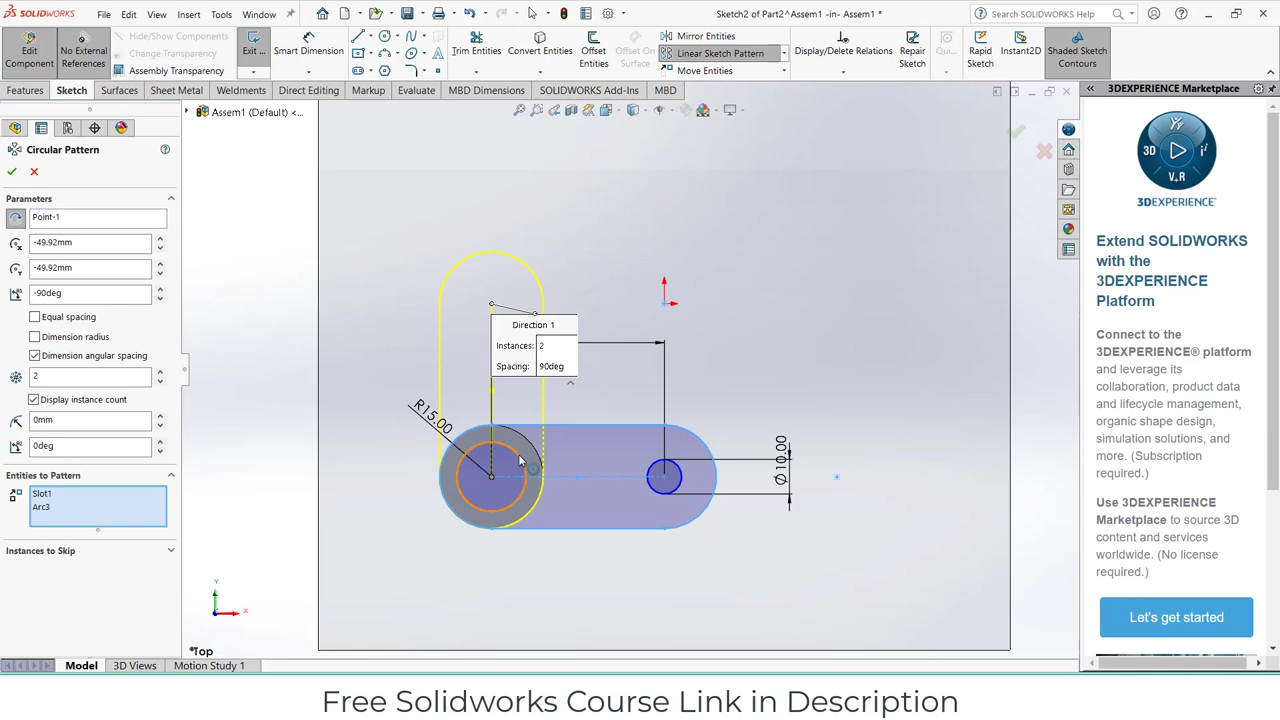 SOLIDWORKS
File Edit View Insert Tools Window
Sketch2 of Part2^Assem1 -in- Assem1 *
Search SOLIDWORKS Help
Edit Component
No External References
Hide/Show Components
Change Transparency
Assembly Transparency
Exit ...
Smart Dimension
Trim Entities
Convert Entities
Offset Entities
Offset On Surface
Mirror Entities
Linear Sketch Pattern
Move Entities
Display/Delete Relations
Repair Sketch
Qui...
Rapid Sketch
Instant2D
Shaded Sketch Contours
Features Sketch Surfaces Sheet Metal Weldments Direct Editing Markup Evaluate MBD Dimensions SOLIDWORKS Add-Ins MBD
3DEXPERIENCE Marketplace
Assem1 (Default) <...
Circular Pattern
Parameters
Point-1
-49.92mm
-49.92mm
-90deg
Equal spacing
Dimension radius
Dimension angular spacing
2
Display instance count
0mm
0deg
Entities to Pattern
Slot1
Arc3
Instances to Skip
Direction 1
Instances: 2
Spacing: 90deg
R15.00
Ø10.00
Y
X
*Top
Model 3D Views Motion Study 1
3D
V.R
3DEXPERIENCE
Extend SOLIDWORKS
with the
3DEXPERIENCE
Platform
Connect to the
3DEXPERIENCE® platform
and leverage its
collaboration, product data
and lifecycle management,
organic shape design,
simulation solutions, and
more. (Subscription
required.)
Use 3DEXPERIENCE
Marketplace to source 3D
content and services
worldwide. (No license
required.)
Let's get started
Free Solidworks Course Link in Description